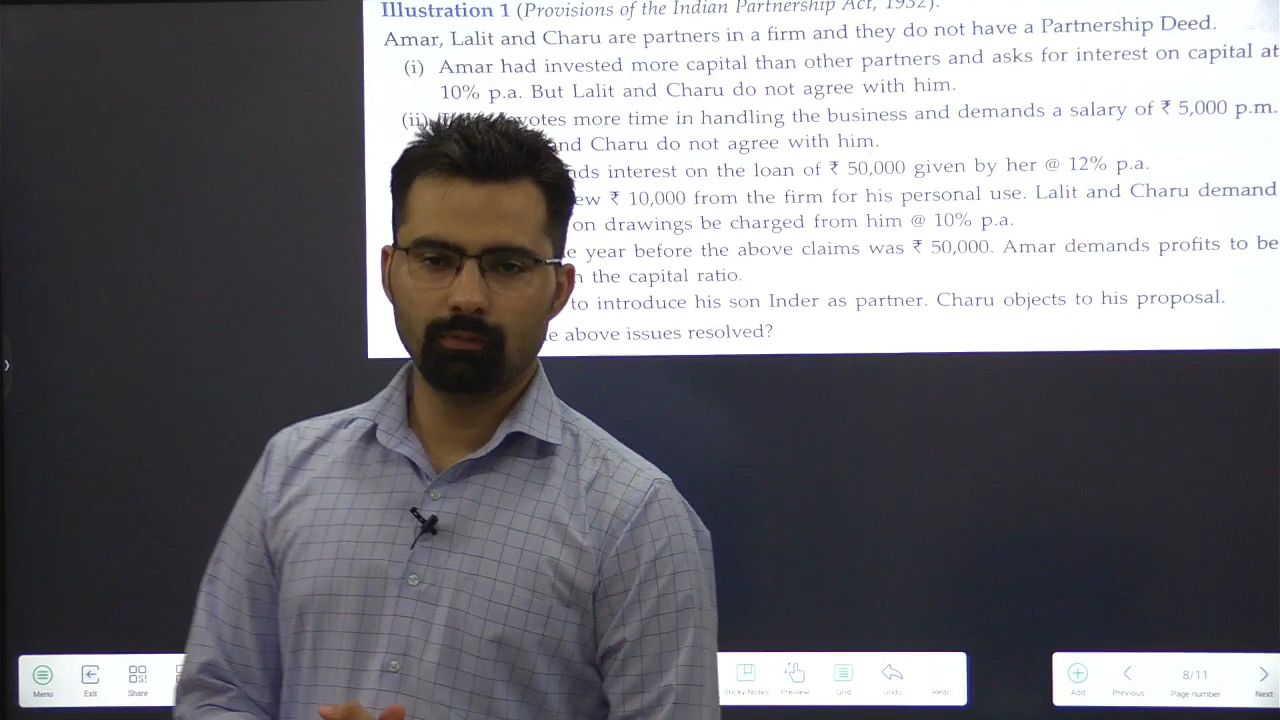 Illustration 1 (Provisions of the Indian Partnership Act, 1932).
Amar, Lalit and Charu are partners in a firm and they do not have a Partnership Deed.
(i) Amar had invested more capital than other partners and asks for interest on capital at
10% p.a. But Lalit and Charu do not agree with him.
(ii) votes more time in handling the business and demands a salary of ₹ 5,000 p.m.
and Charu do not agree with him.
nds interest on the loan of ₹ 50,000 given by her @ 12% p.a.
ew ₹ 10,000 from the firm for his personal use. Lalit and Charu demand
on drawings be charged from him @ 10% p.a.
e year before the above claims was ₹ 50,000. Amar demands profits to be
n the capital ratio.
to introduce his son Inder as partner. Charu objects to his proposal.
e above issues resolved?
Menu Exit Share Sticky Notes Preview Grid Undo Redo Add Previous 8/11 Page number Next